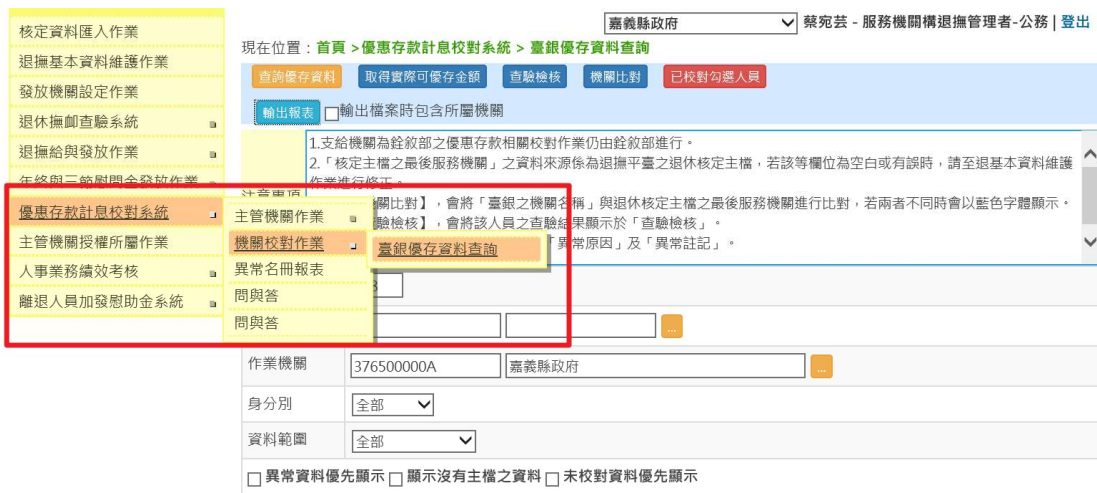 嘉義縣政府
蔡宛芸 - 服務機關構退撫管理者-公務 | 登出
現在位置：首頁 >優惠存款計息校對系統 > 臺銀優存資料查詢
核定資料匯入作業
退撫基本資料維護作業
發放機關設定作業
退休撫卹查驗系統
退撫給與發放作業
年終與三節慰問金發放作業
優惠存款計息校對系統
主管機關授權所屬作業
人事業務績效考核
離退人員加發慰助金系統
主管機關作業
機關校對作業
異常名冊報表
問與答
問與答
臺銀優存資料查詢
查詢優存資料
取得實際可優存金額
查驗檢核
機關比對
已校對勾選人員
輸出報表
輸出檔案時包含所屬機關
注意事項
1.支給機關為銓敘部之優惠存款相關校對作業仍由銓敘部進行。
2.「核定主檔之最後服務機關」之資料來源係為退撫平臺之退休核定主檔，若該等欄位為空白或有誤時，請至退基本資料維護
作業進行修正。
關比對】，會將「臺銀之機關名稱」與退休核定主檔之最後服務機關進行比對，若兩者不同時會以藍色字體顯示。
驗檢核】，會將該人員之查驗結果顯示於「查驗檢核」。
「異常原因」及「異常註記」。
...
作業機關
376500000A
嘉義縣政府
...
身分別
全部
資料範圍
全部
異常資料優先顯示
顯示沒有主檔之資料
未校對資料優先顯示